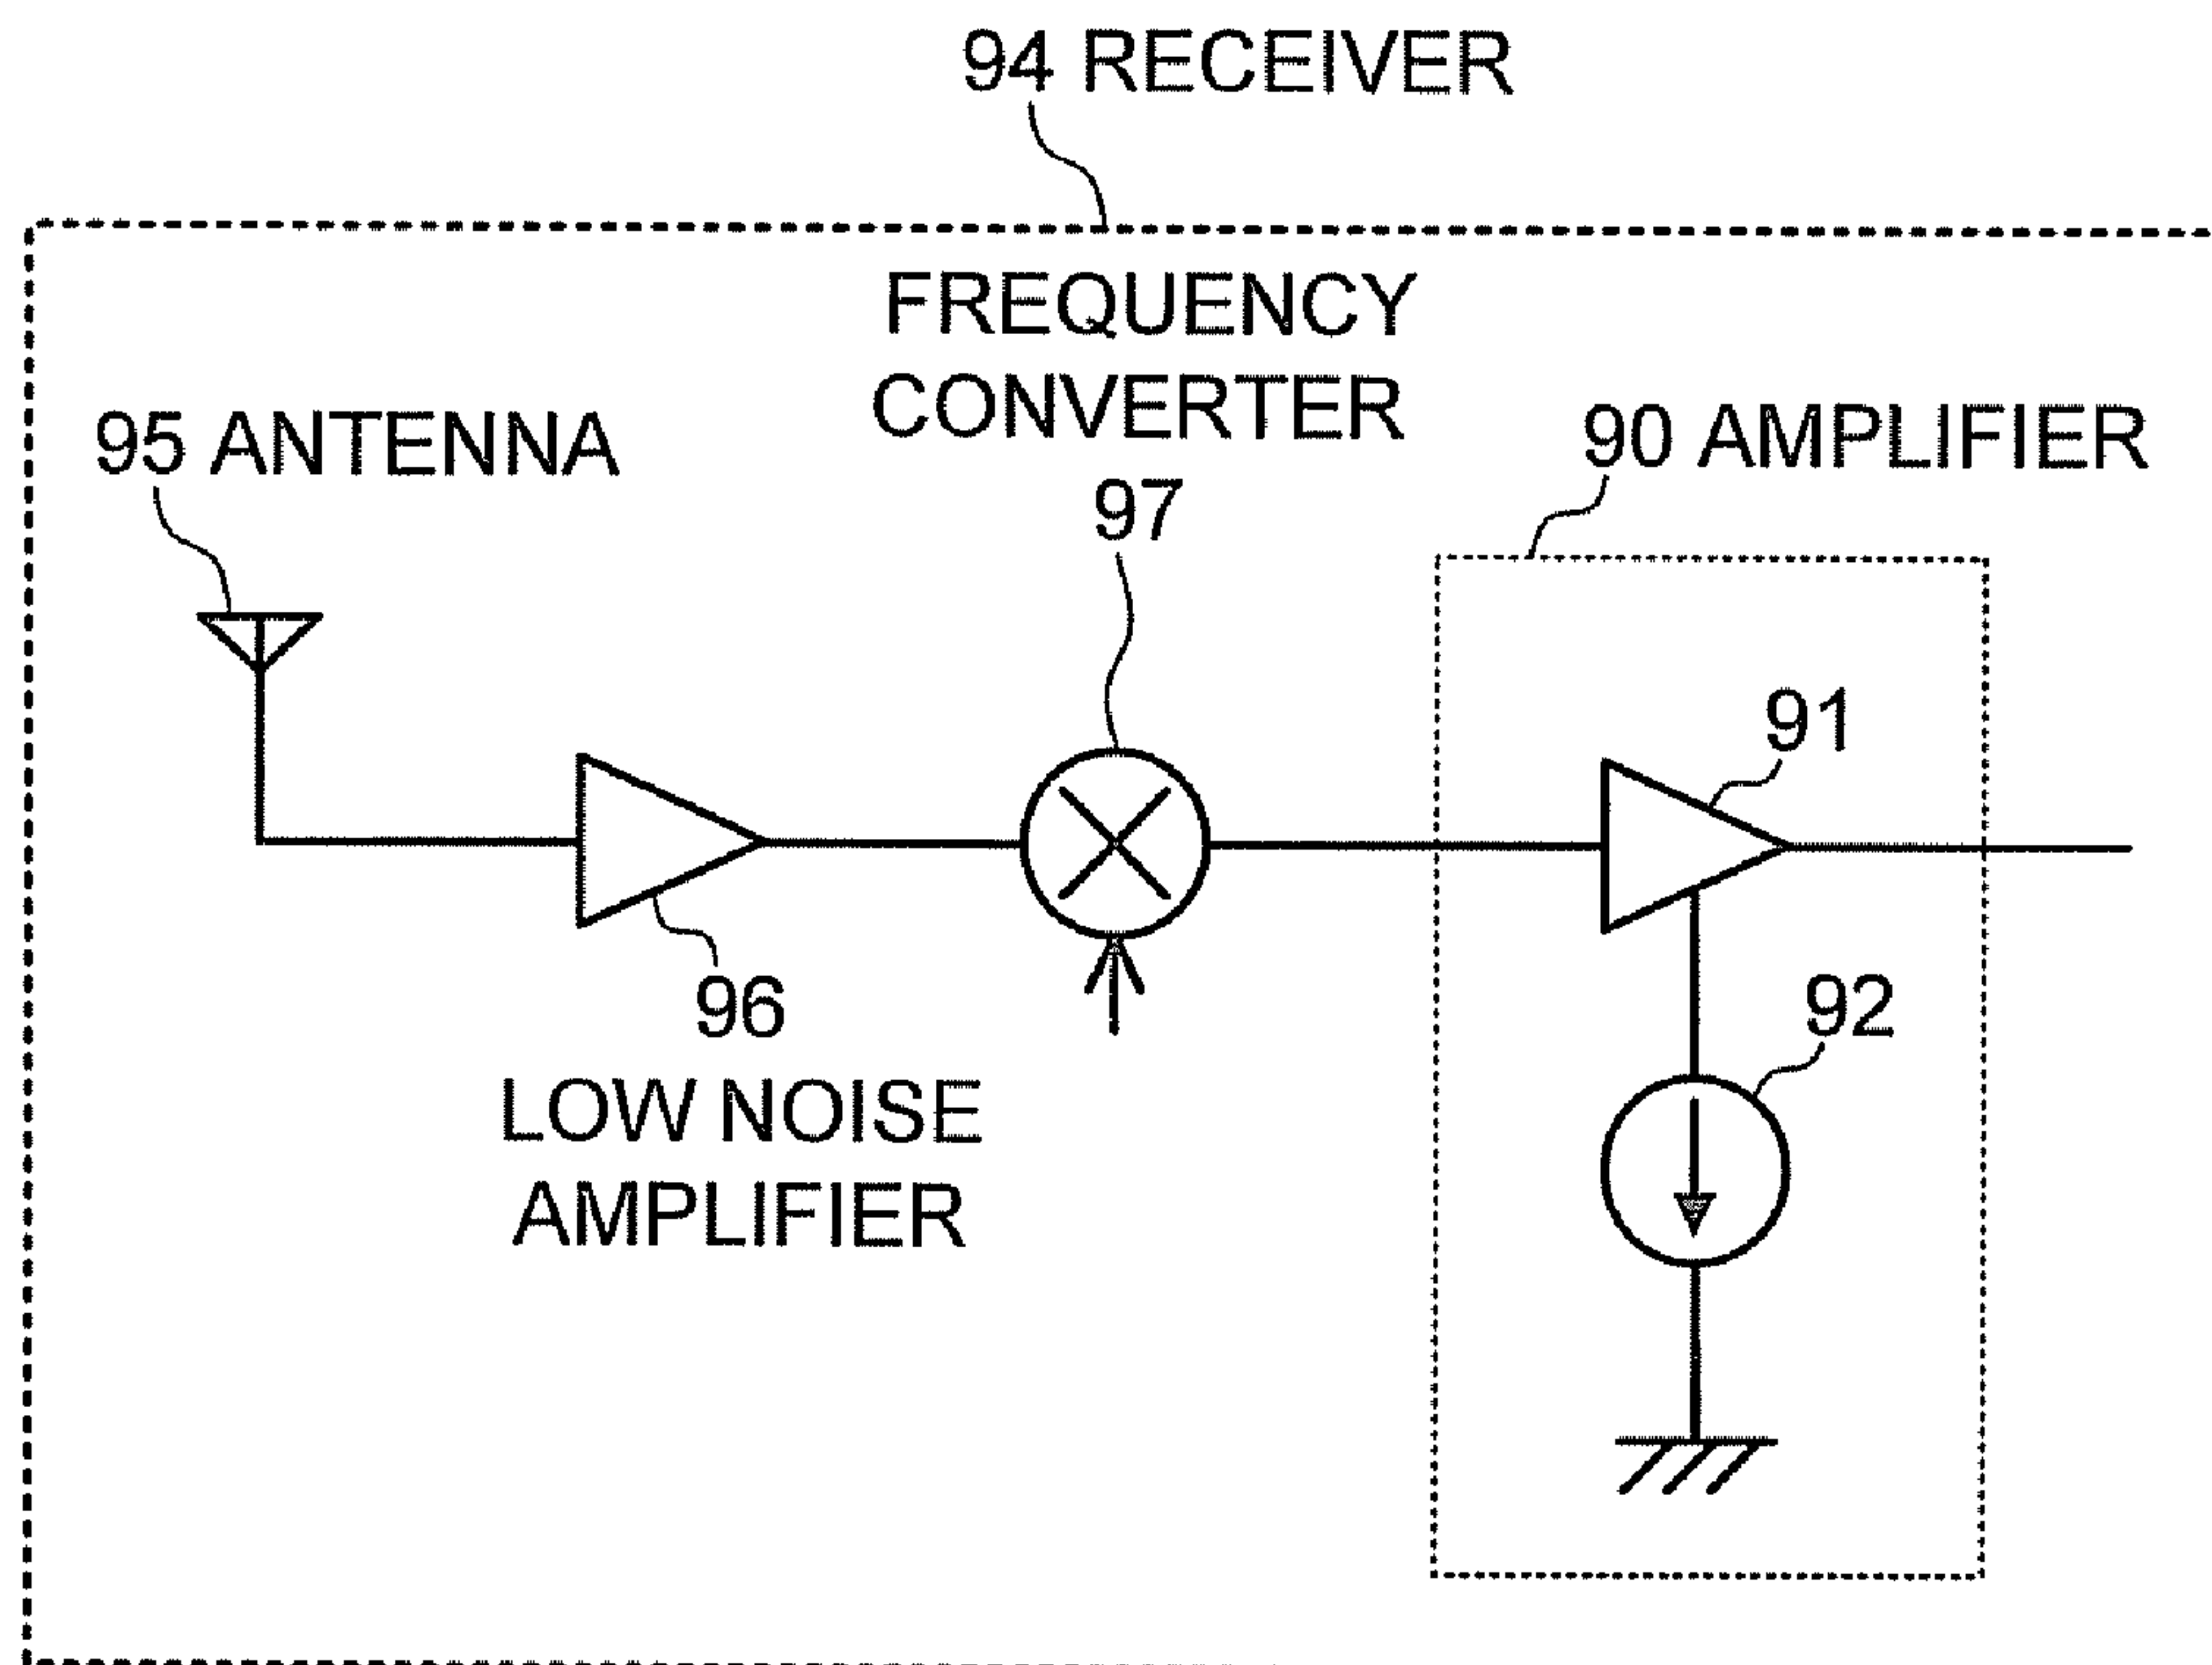 94 RECEIVER
FREQUENCY
CONVERTER
97
95 ANTENNA
90 AMPLIFIER
91
96
LOW NOISE
AMPLIFIER
92